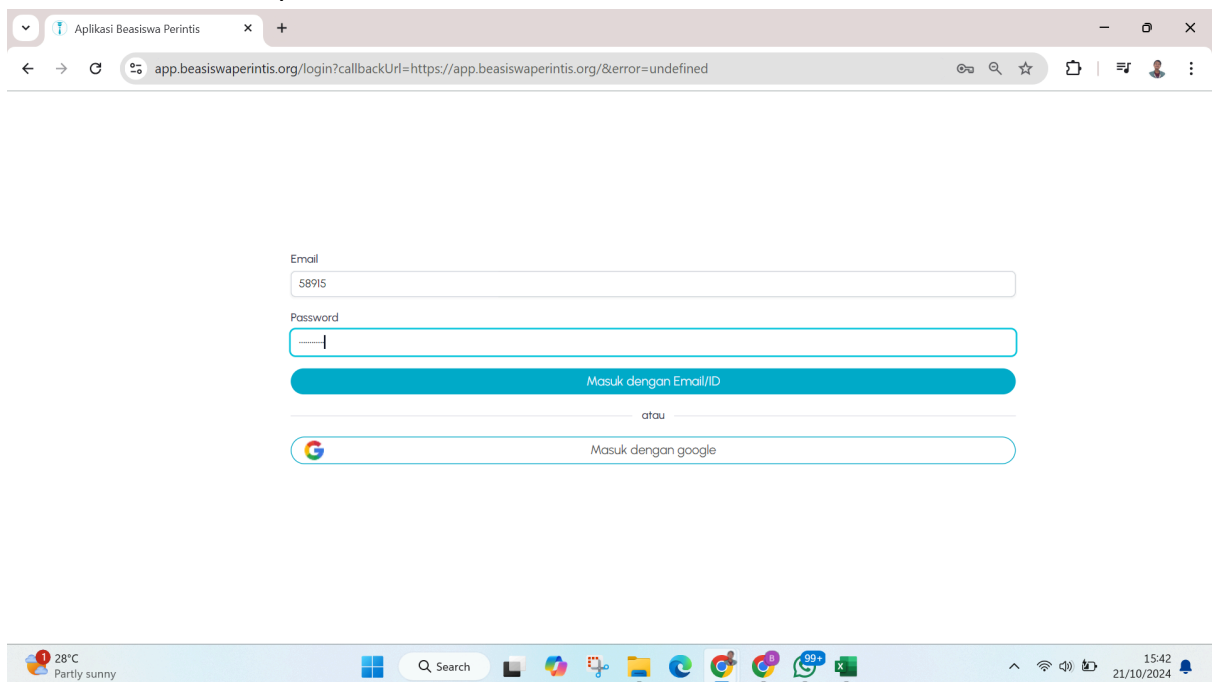 Aplikasi Beasiswa Perintis
app.beasiswaperintis.org/login?callbackUrl=https://app.beasiswaperintis.org/&error=undefined
Email
58915
Password
Masuk dengan Email/ID
atau
Masuk dengan google
1
28°C
Partly sunny
Search
B
99+
X
15:42
21/10/2024